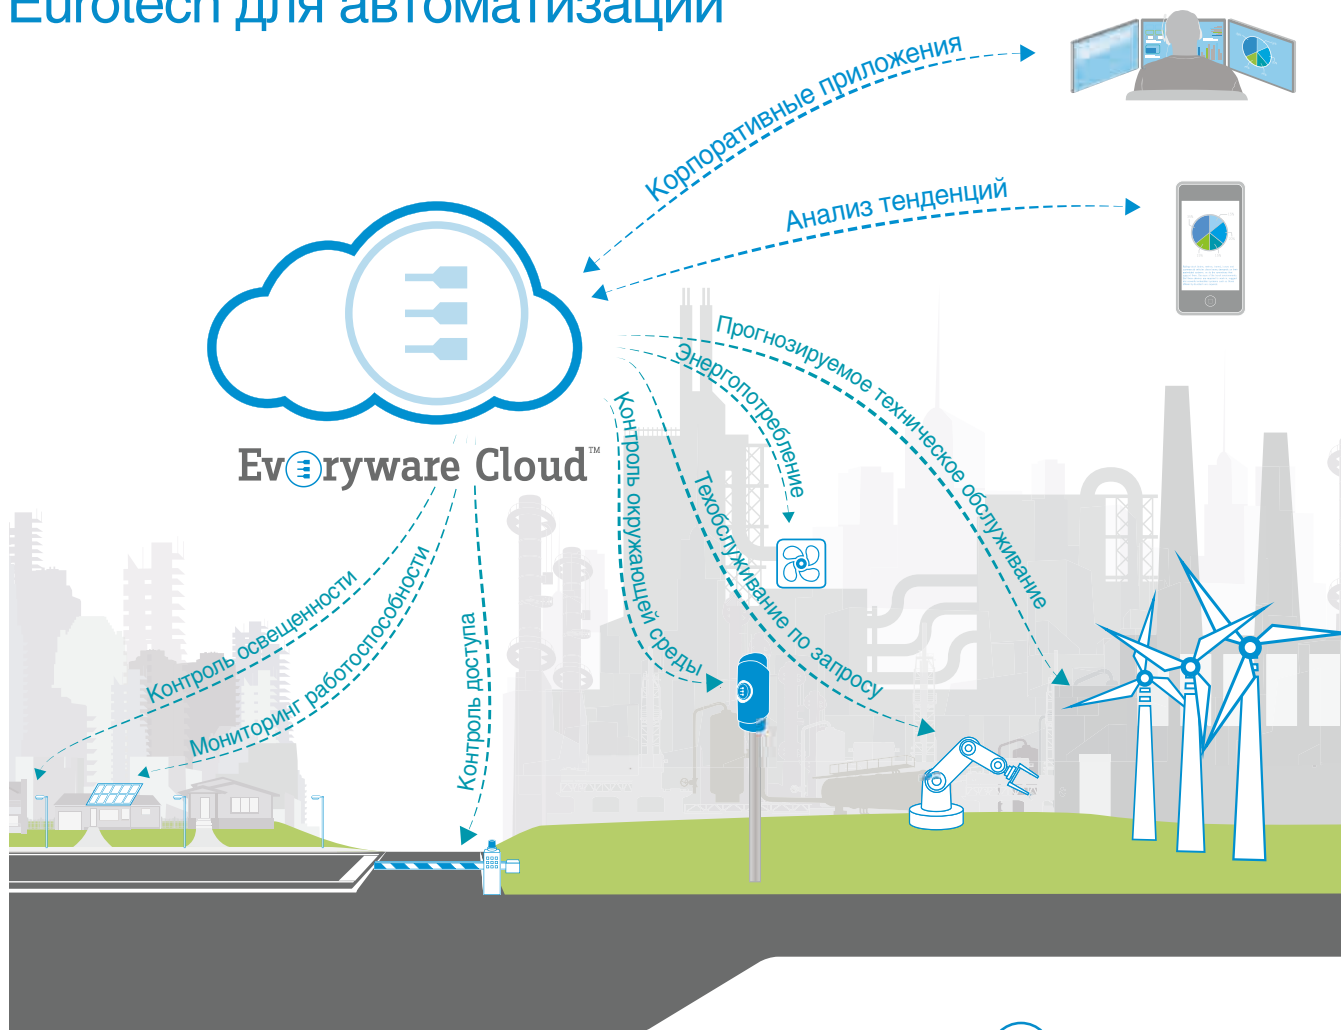 Eurotech для автоматизации
Корпоративные приложения
Анализ тенденций
Прогнозируемое техническое обслуживание
Энергопотребление
Техобслуживание по запросу
Контроль окружающей среды
Everyware Cloud™
Контроль освещенности
Мониторинг работоспособности
Контроль доступа